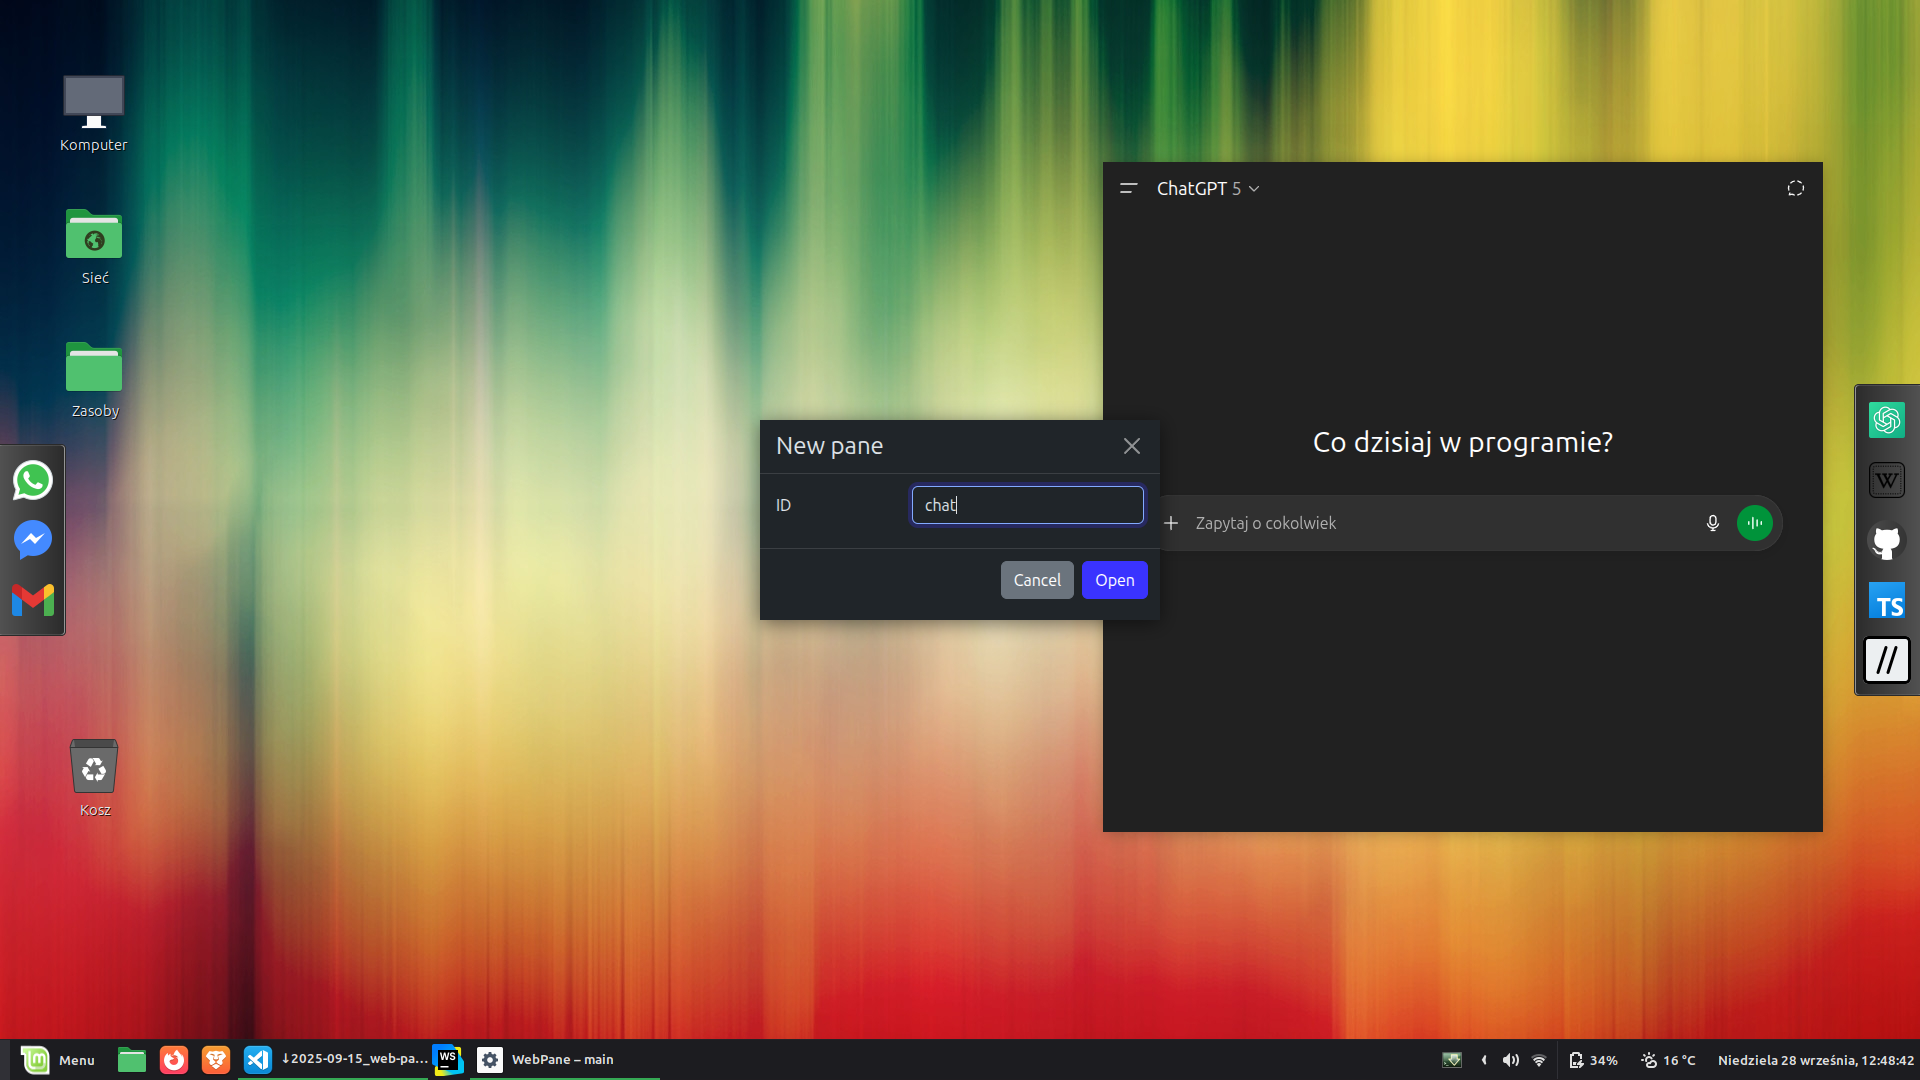 Komputer
Sieć
Zasoby
Kosz
ChatGPT 5
Co dzisiaj w programie?
Zapytaj o cokolwiek
New pane
ID
chat
Cancel
Open
W
TS
//
Menu
↓2025-09-15_web-pa...
WS
WebPane – main
34%
16 °C
Niedziela 28 września, 12:48:42